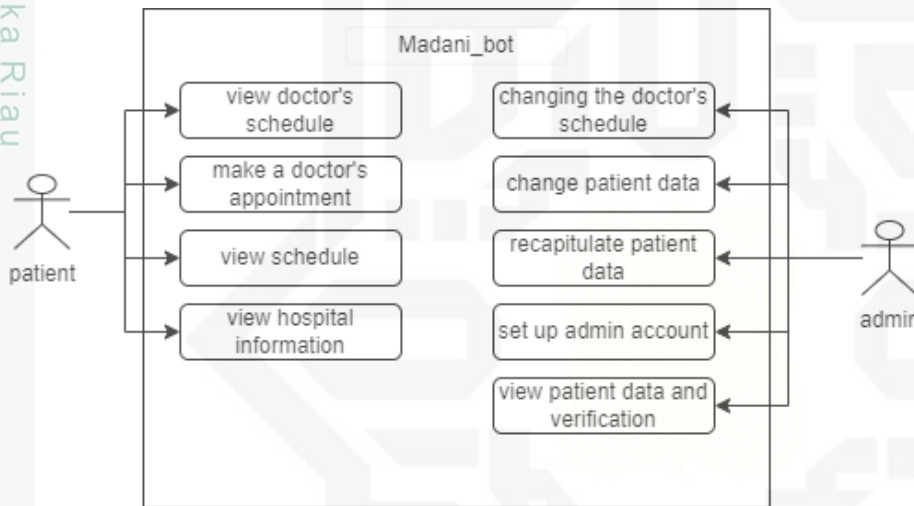 ka Riau
Madani_bot
view doctor's
schedule
make a doctor's
appointment
view schedule
view hospital
information
changing the doctor's
schedule
change patient data
recapitulate patient
data
set up admin account
view patient data and
verification
patient
admin